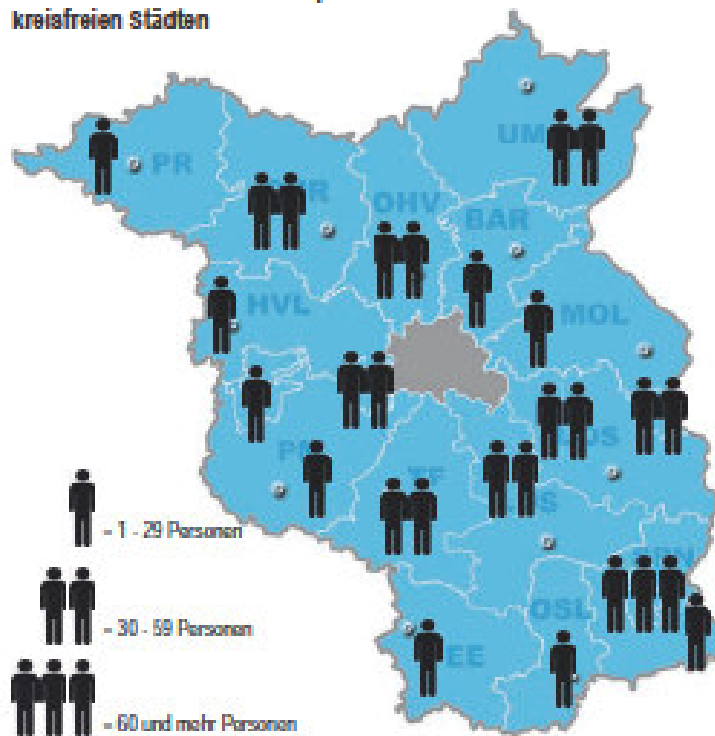 kreisfreien Städten
UM
PR
OHV
BAR
HVL
MOL
TF
OSL
EE
- 1 - 29 Personen
- 30 - 59 Personen
- 60 und mehr Personen